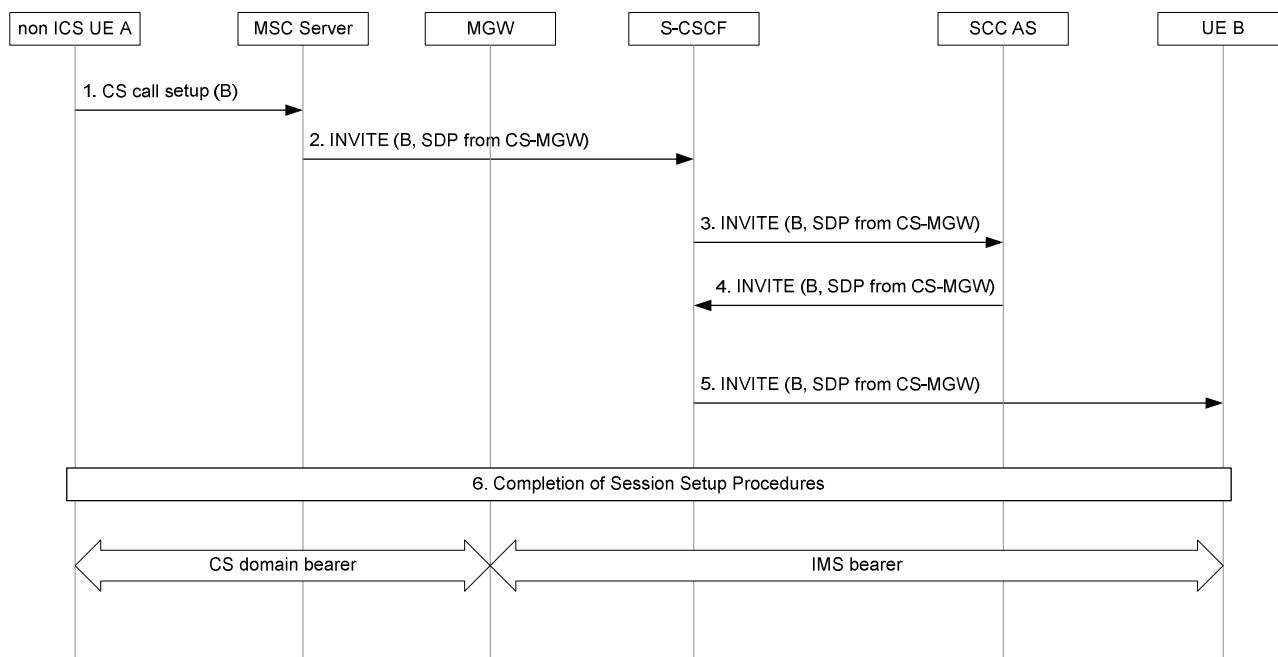 non ICS UE A
MSC Server
MGW
S-CSCF
SCC AS
UE B
1. CS call setup (B)
2. INVITE (B, SDP from CS-MGW)
3. INVITE (B, SDP from CS-MGW)
4. INVITE (B, SDP from CS-MGW)
5. INVITE (B, SDP from CS-MGW)
6. Completion of Session Setup Procedures
CS domain bearer
IMS bearer